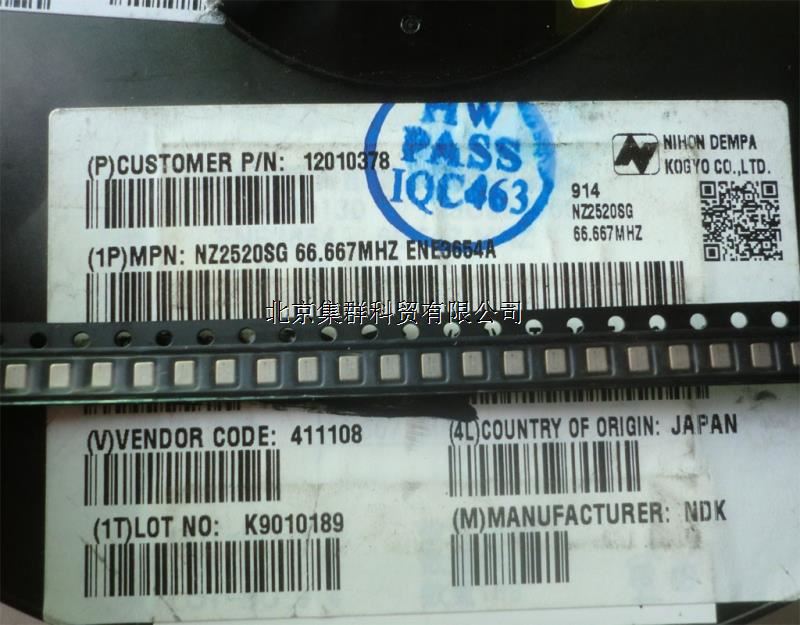 HW
PASS
IQC463
NIHON DEMPA
KOGYO CO.,LTD.
(P)CUSTOMER P/N: 12010378
914
NZ2520SG
66.667MHZ
(1P)MPN: NZ2520SG 66.667MHZ ENE3654A
北京集群科贸有限公司
(V)VENDOR CODE: 411108
(4L)COUNTRY OF ORIGIN: JAPAN
(1T)LOT NO: K9010189
(M)MANUFACTURER: NDK